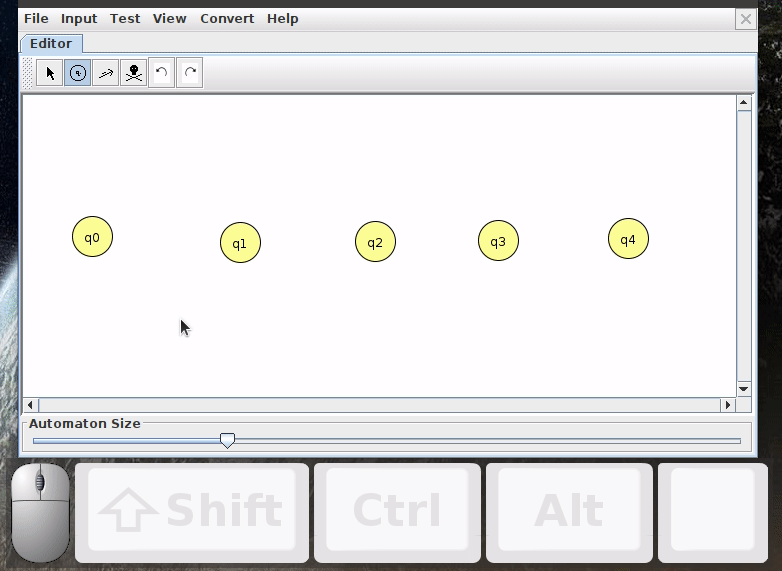 File Input Test View Convert Help
Editor
q0 q1 q2 q3 q4
Automaton Size
Shift Ctrl Alt